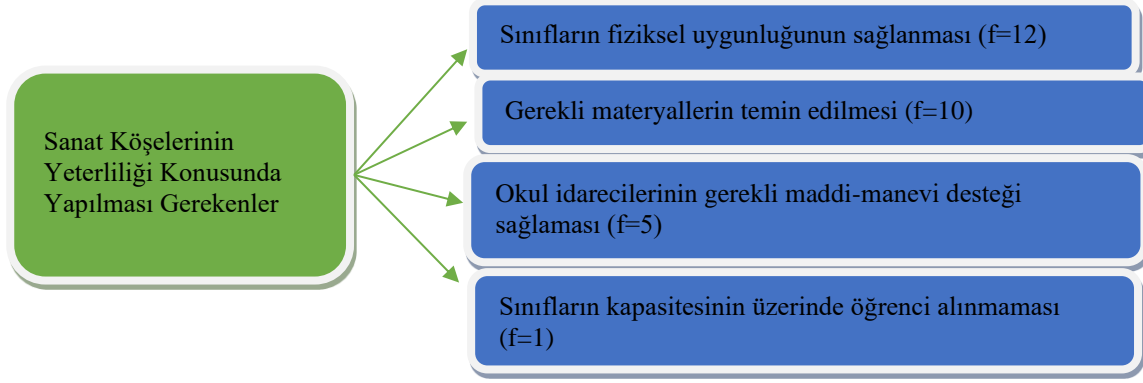 Sanat Köşelerinin
Yeterliliği Konusunda
Yapılması Gerekenler
Sınıfların fiziksel uygunluğunun sağlanması (f=12)
Gerekli materyallerin temin edilmesi (f=10)
Okul idarecilerinin gerekli maddi-manevi desteği
sağlaması (f=5)
Sınıfların kapasitesinin üzerinde öğrenci alınmaması
(f=1)